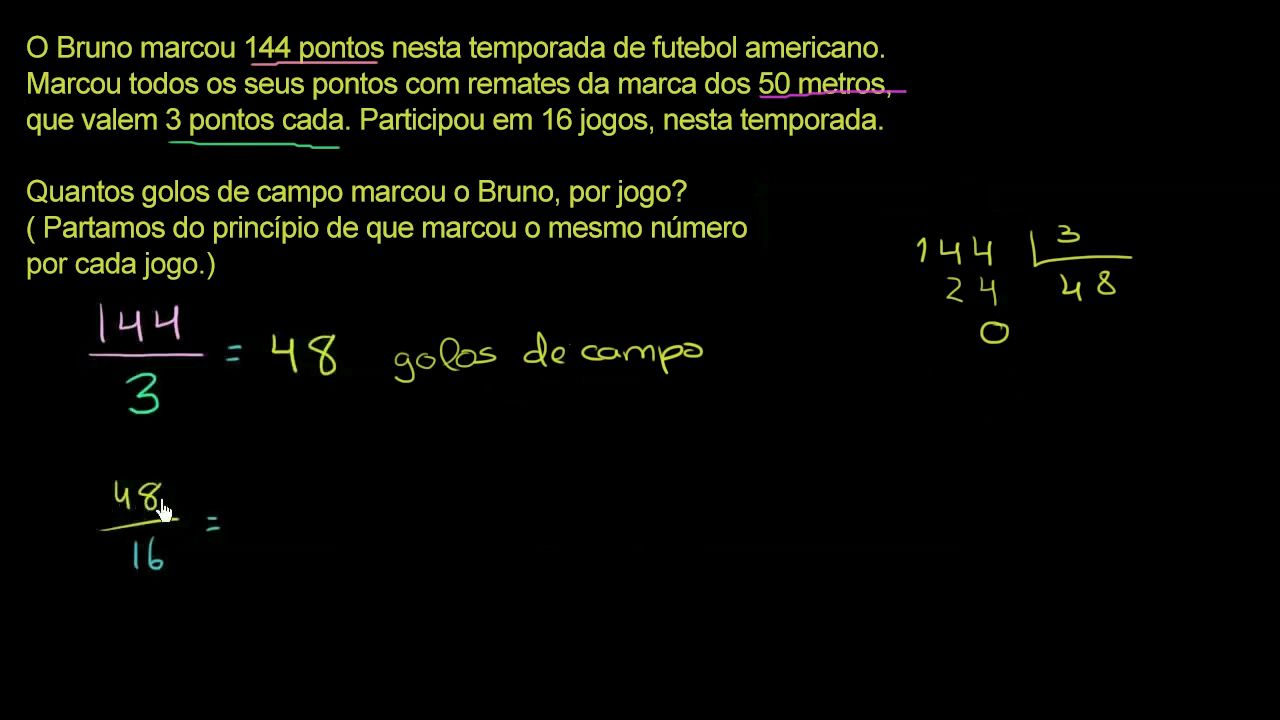 O Bruno marcou 144 pontos nesta temporada de futebol americano.
Marcou todos os seus pontos com remates da marca dos 50 metros,
que valem 3 pontos cada. Participou em 16 jogos, nesta temporada.
Quantos golos de campo marcou o Bruno, por jogo?
( Partamos do princípio de que marcou o mesmo número
por cada jogo.)
144 3
24 48
0
144
= 48 golos de campo
3
48
=
16